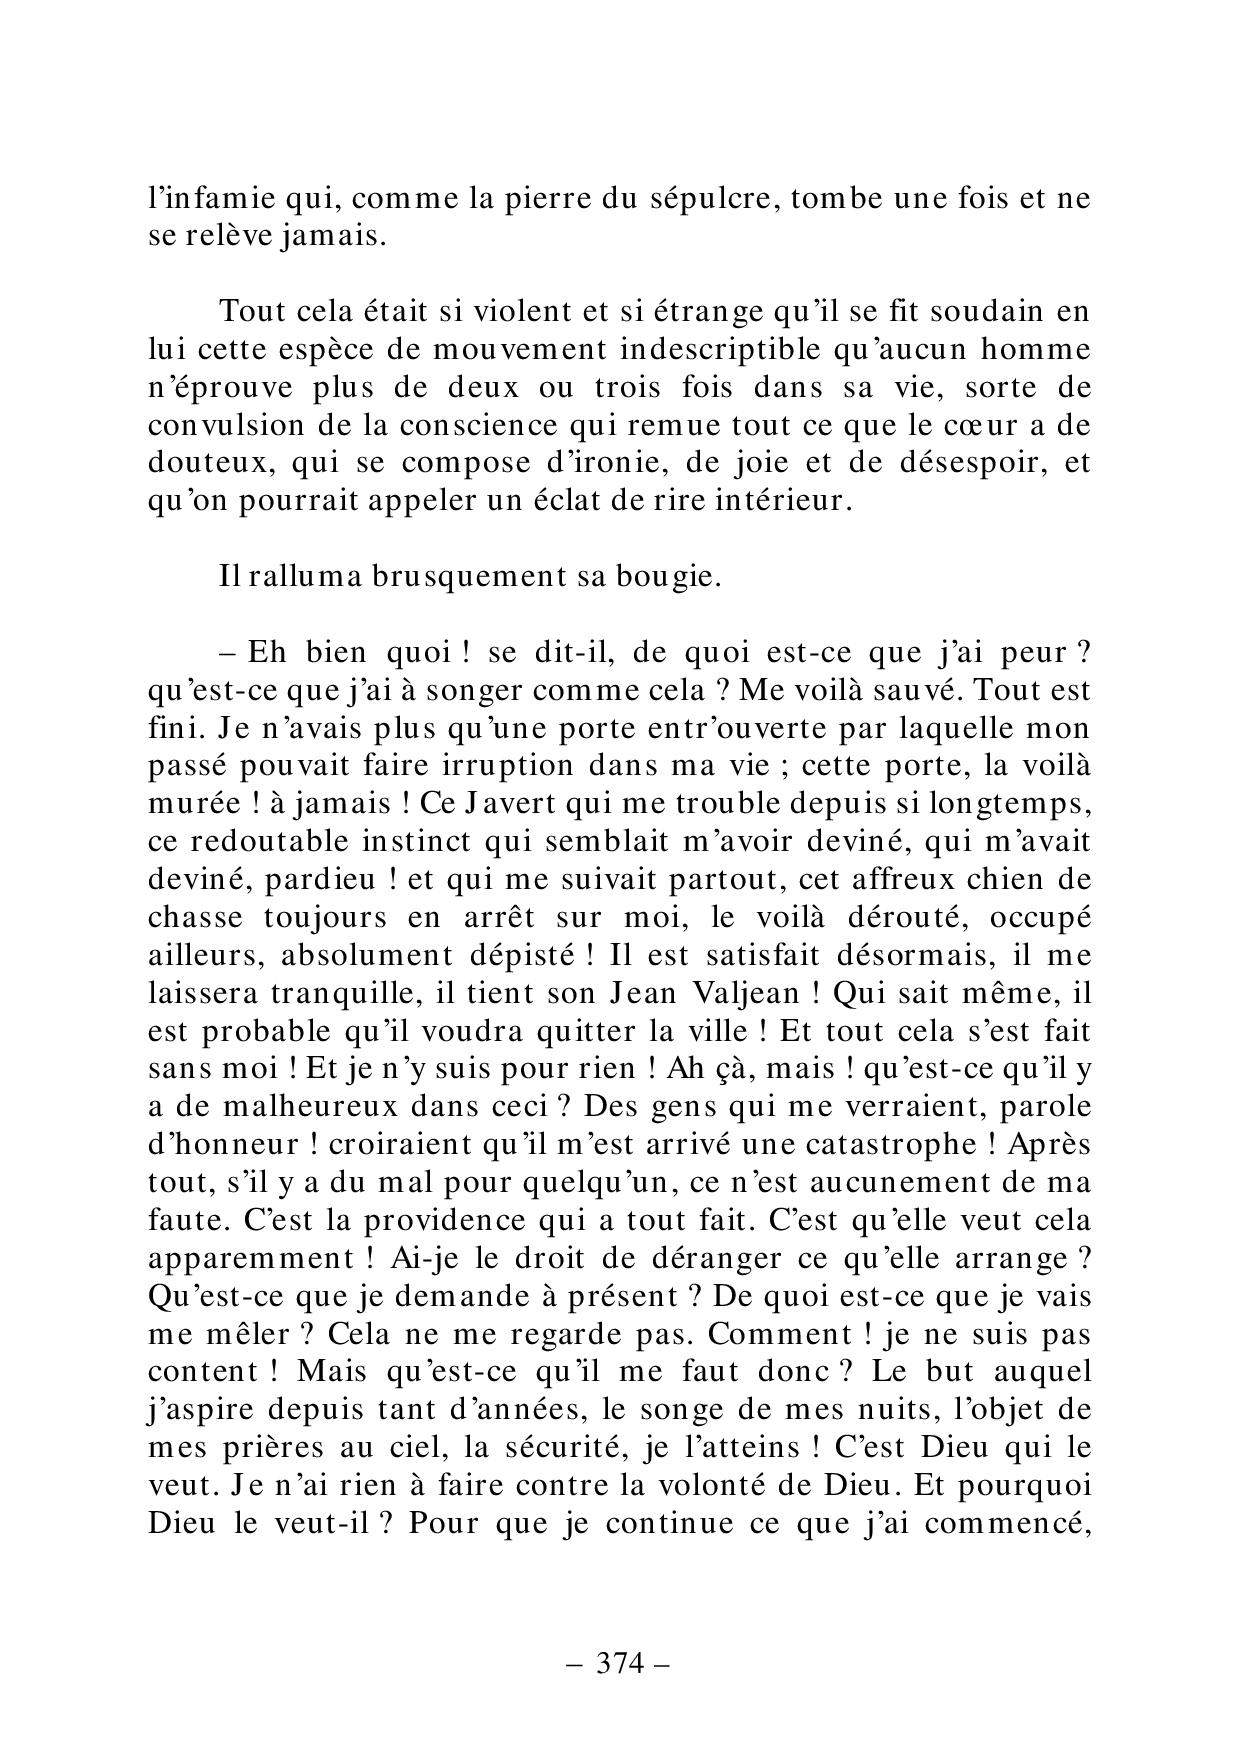 l’infamie qui, comme la pierre du sépulcre, tombe une fois et ne
se relève jamais.
Tout cela était si violent et si étrange qu’il se fit soudain en
lui cette espèce de mouvement indescriptible qu’aucun homme
n’éprouve plus de deux ou trois fois dans sa vie, sorte de
convulsion de la conscience qui remue tout ce que le cœur a de
douteux, qui se compose d’ironie, de joie et de désespoir, et
qu’on pourrait appeler un éclat de rire intérieur.
Il ralluma brusquement sa bougie.
– Eh bien quoi ! se dit-il, de quoi est-ce que j’ai peur ?
qu’est-ce que j’ai à songer comme cela ? Me voilà sauvé. Tout est
fini. Je n’avais plus qu’une porte entr’ouverte par laquelle mon
passé pouvait faire irruption dans ma vie ; cette porte, la voilà
murée ! à jamais ! Ce Javert qui me trouble depuis si longtemps,
ce redoutable instinct qui semblait m’avoir deviné, qui m’avait
deviné, pardieu ! et qui me suivait partout, cet affreux chien de
chasse toujours en arrêt sur moi, le voilà dérouté, occupé
ailleurs, absolument dépisté ! Il est satisfait désormais, il me
laissera tranquille, il tient son Jean Valjean ! Qui sait même, il
est probable qu’il voudra quitter la ville ! Et tout cela s’est fait
sans moi ! Et je n’y suis pour rien ! Ah çà, mais ! qu’est-ce qu’il y
a de malheureux dans ceci ? Des gens qui me verraient, parole
d’honneur ! croiraient qu’il m’est arrivé une catastrophe ! Après
tout, s’il y a du mal pour quelqu’un, ce n’est aucunement de ma
faute. C’est la providence qui a tout fait. C’est qu’elle veut cela
apparemment ! Ai-je le droit de déranger ce qu’elle arrange ?
Qu’est-ce que je demande à présent ? De quoi est-ce que je vais
me mêler ? Cela ne me regarde pas. Comment ! je ne suis pas
content ! Mais qu’est-ce qu’il me faut donc ? Le but auquel
j’aspire depuis tant d’années, le songe de mes nuits, l’objet de
mes prières au ciel, la sécurité, je l’atteins ! C’est Dieu qui le
veut. Je n’ai rien à faire contre la volonté de Dieu. Et pourquoi
Dieu le veut-il ? Pour que je continue ce que j’ai commencé,
– 374 –